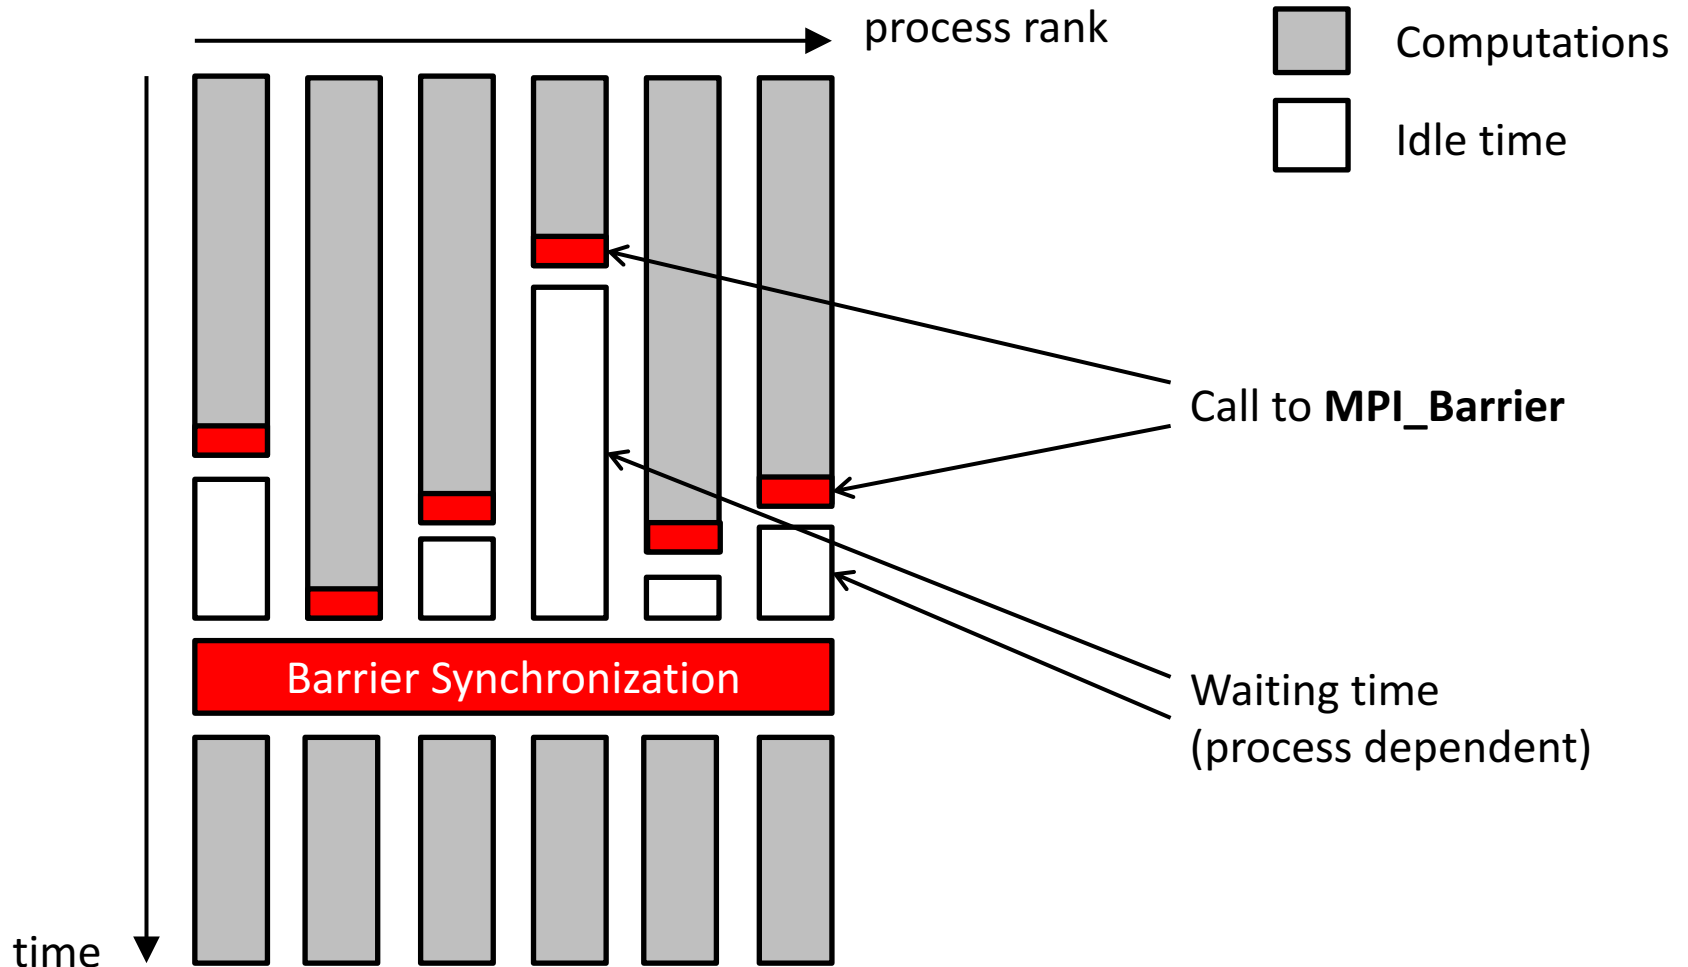 process rank
Computations
Idle time
Call to MPI_Barrier
Barrier Synchronization
Waiting time
(process dependent)
time